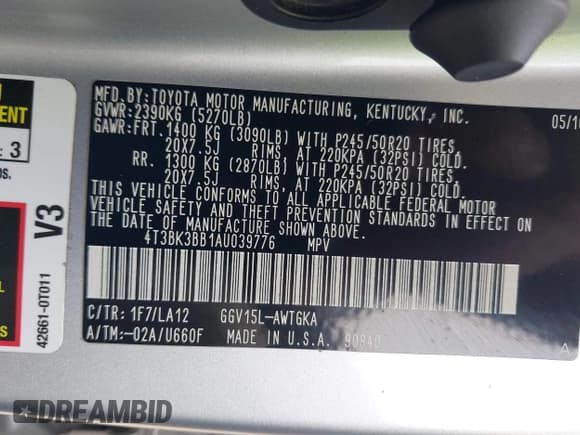 MFD. BY: TOYOTA MOTOR MANUFACTURING, KENTUCKY, INC.
GVWR: 2390KG (5270LB)
05/10
GAWR: FRT. 1400 KG (3090LB) WITH P245/50R20 TIRES,
20X7.5J RIMS, AT 220KPA (32PSI) COLD.
RR. 1300 KG (2870LB) WITH P245/50R20 TIRES,
20X7.5J RIMS, AT 220KPA (32PSI) COLD.
THIS VEHICLE CONFORMS TO ALL APPLICABLE FEDERAL MOTOR
VEHICLE SAFETY AND THEFT PREVENTION STANDARDS IN EFFECT ON
THE DATE OF MANUFACTURE SHOWN ABOVE.
4T3BK3BB1AU039776 MPV
C/TR: 1F7/LA12 GGV15L-AWTGKA
A/TM: -02A/U660F MADE IN U.S.A. 90840
A
: 3
V3
42661-0T011
DREAMBID